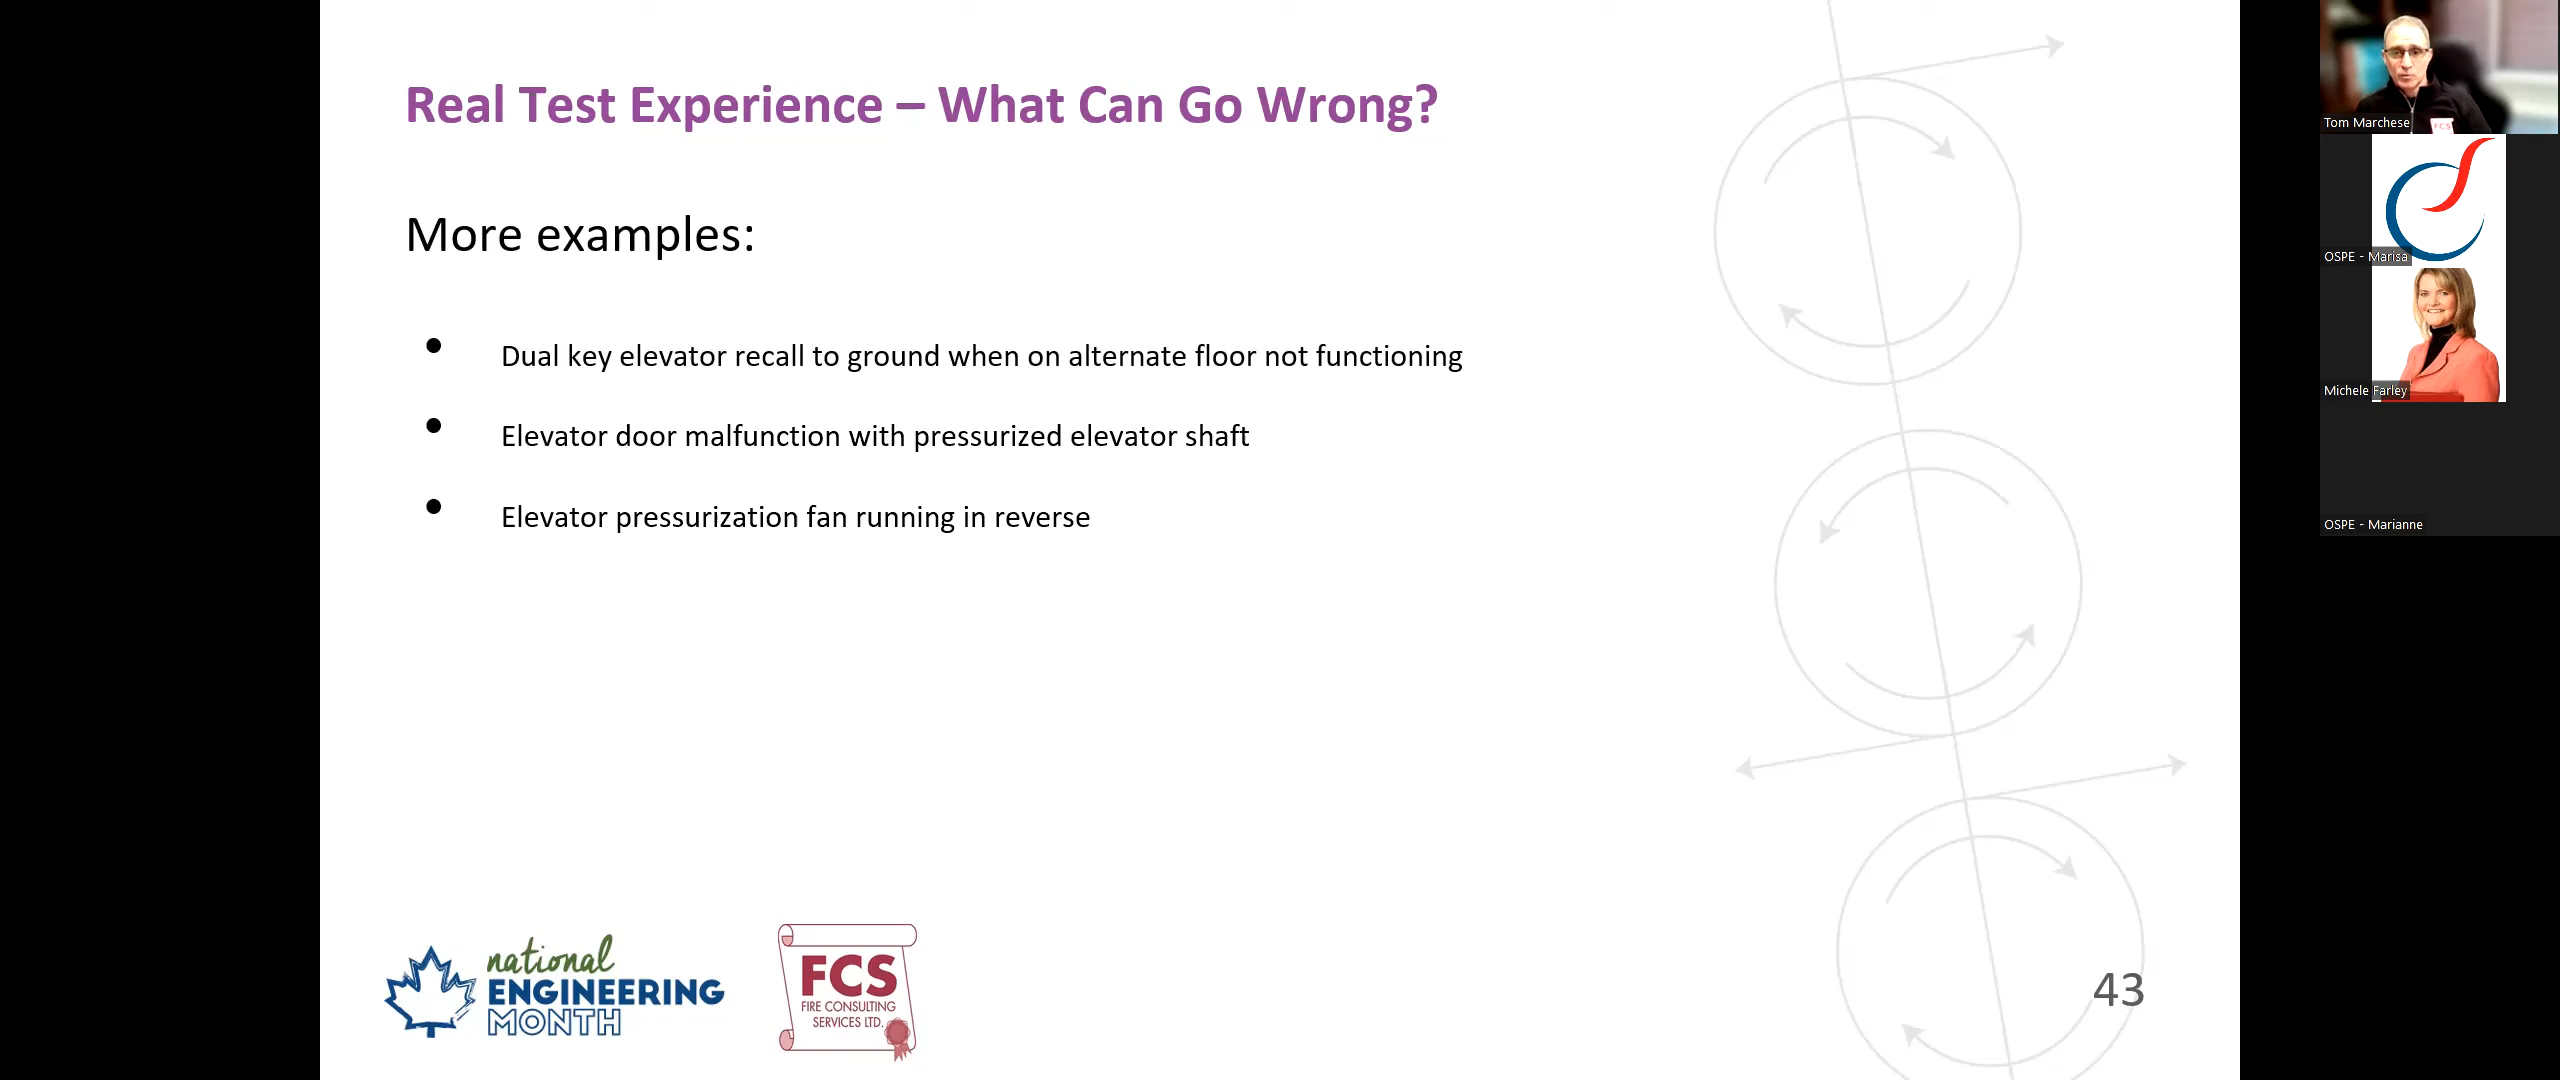 Real Test Experience – What Can Go Wrong?
More examples:
Dual key elevator recall to ground when on alternate floor not functioning
Elevator door malfunction with pressurized elevator shaft
Elevator pressurization fan running in reverse
national
ENGINEERING
MONTH
FCS
FIRE CONSULTING
SERVICES LTD.
43
FCS
Tom Marchese
OSPE - Marisa
Michele Farley
OSPE - Marianne